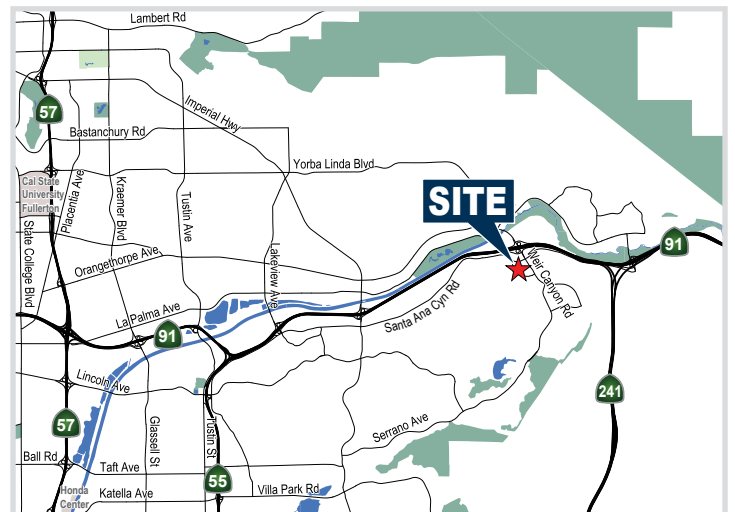 Lambert Rd
57
Imperial Hwy
Bastanchury Rd
Yorba Linda Blvd
Cal State
University
Fullerton
Placentia Ave
Kraemer Blvd
Tustin Ave
SITE
State College Blvd
Orangethorpe Ave
Lakeview Ave
91
Weir Canyon Rd
La Palma Ave
Santa Ana Cyn Rd
91
Lincoln Ave
241
57
Glassell St
Tustin St
Serrano Ave
Ball Rd
Taft Ave
55
Honda
Center
Katella Ave
Villa Park Rd